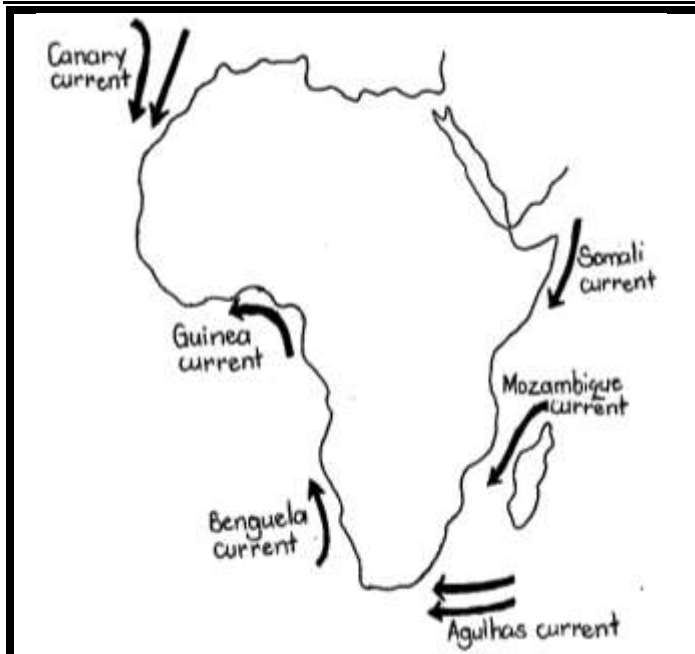 Canary
current
Somali
current
Guinea
current
Mozambique
current
Benguela
current
Agulhas current